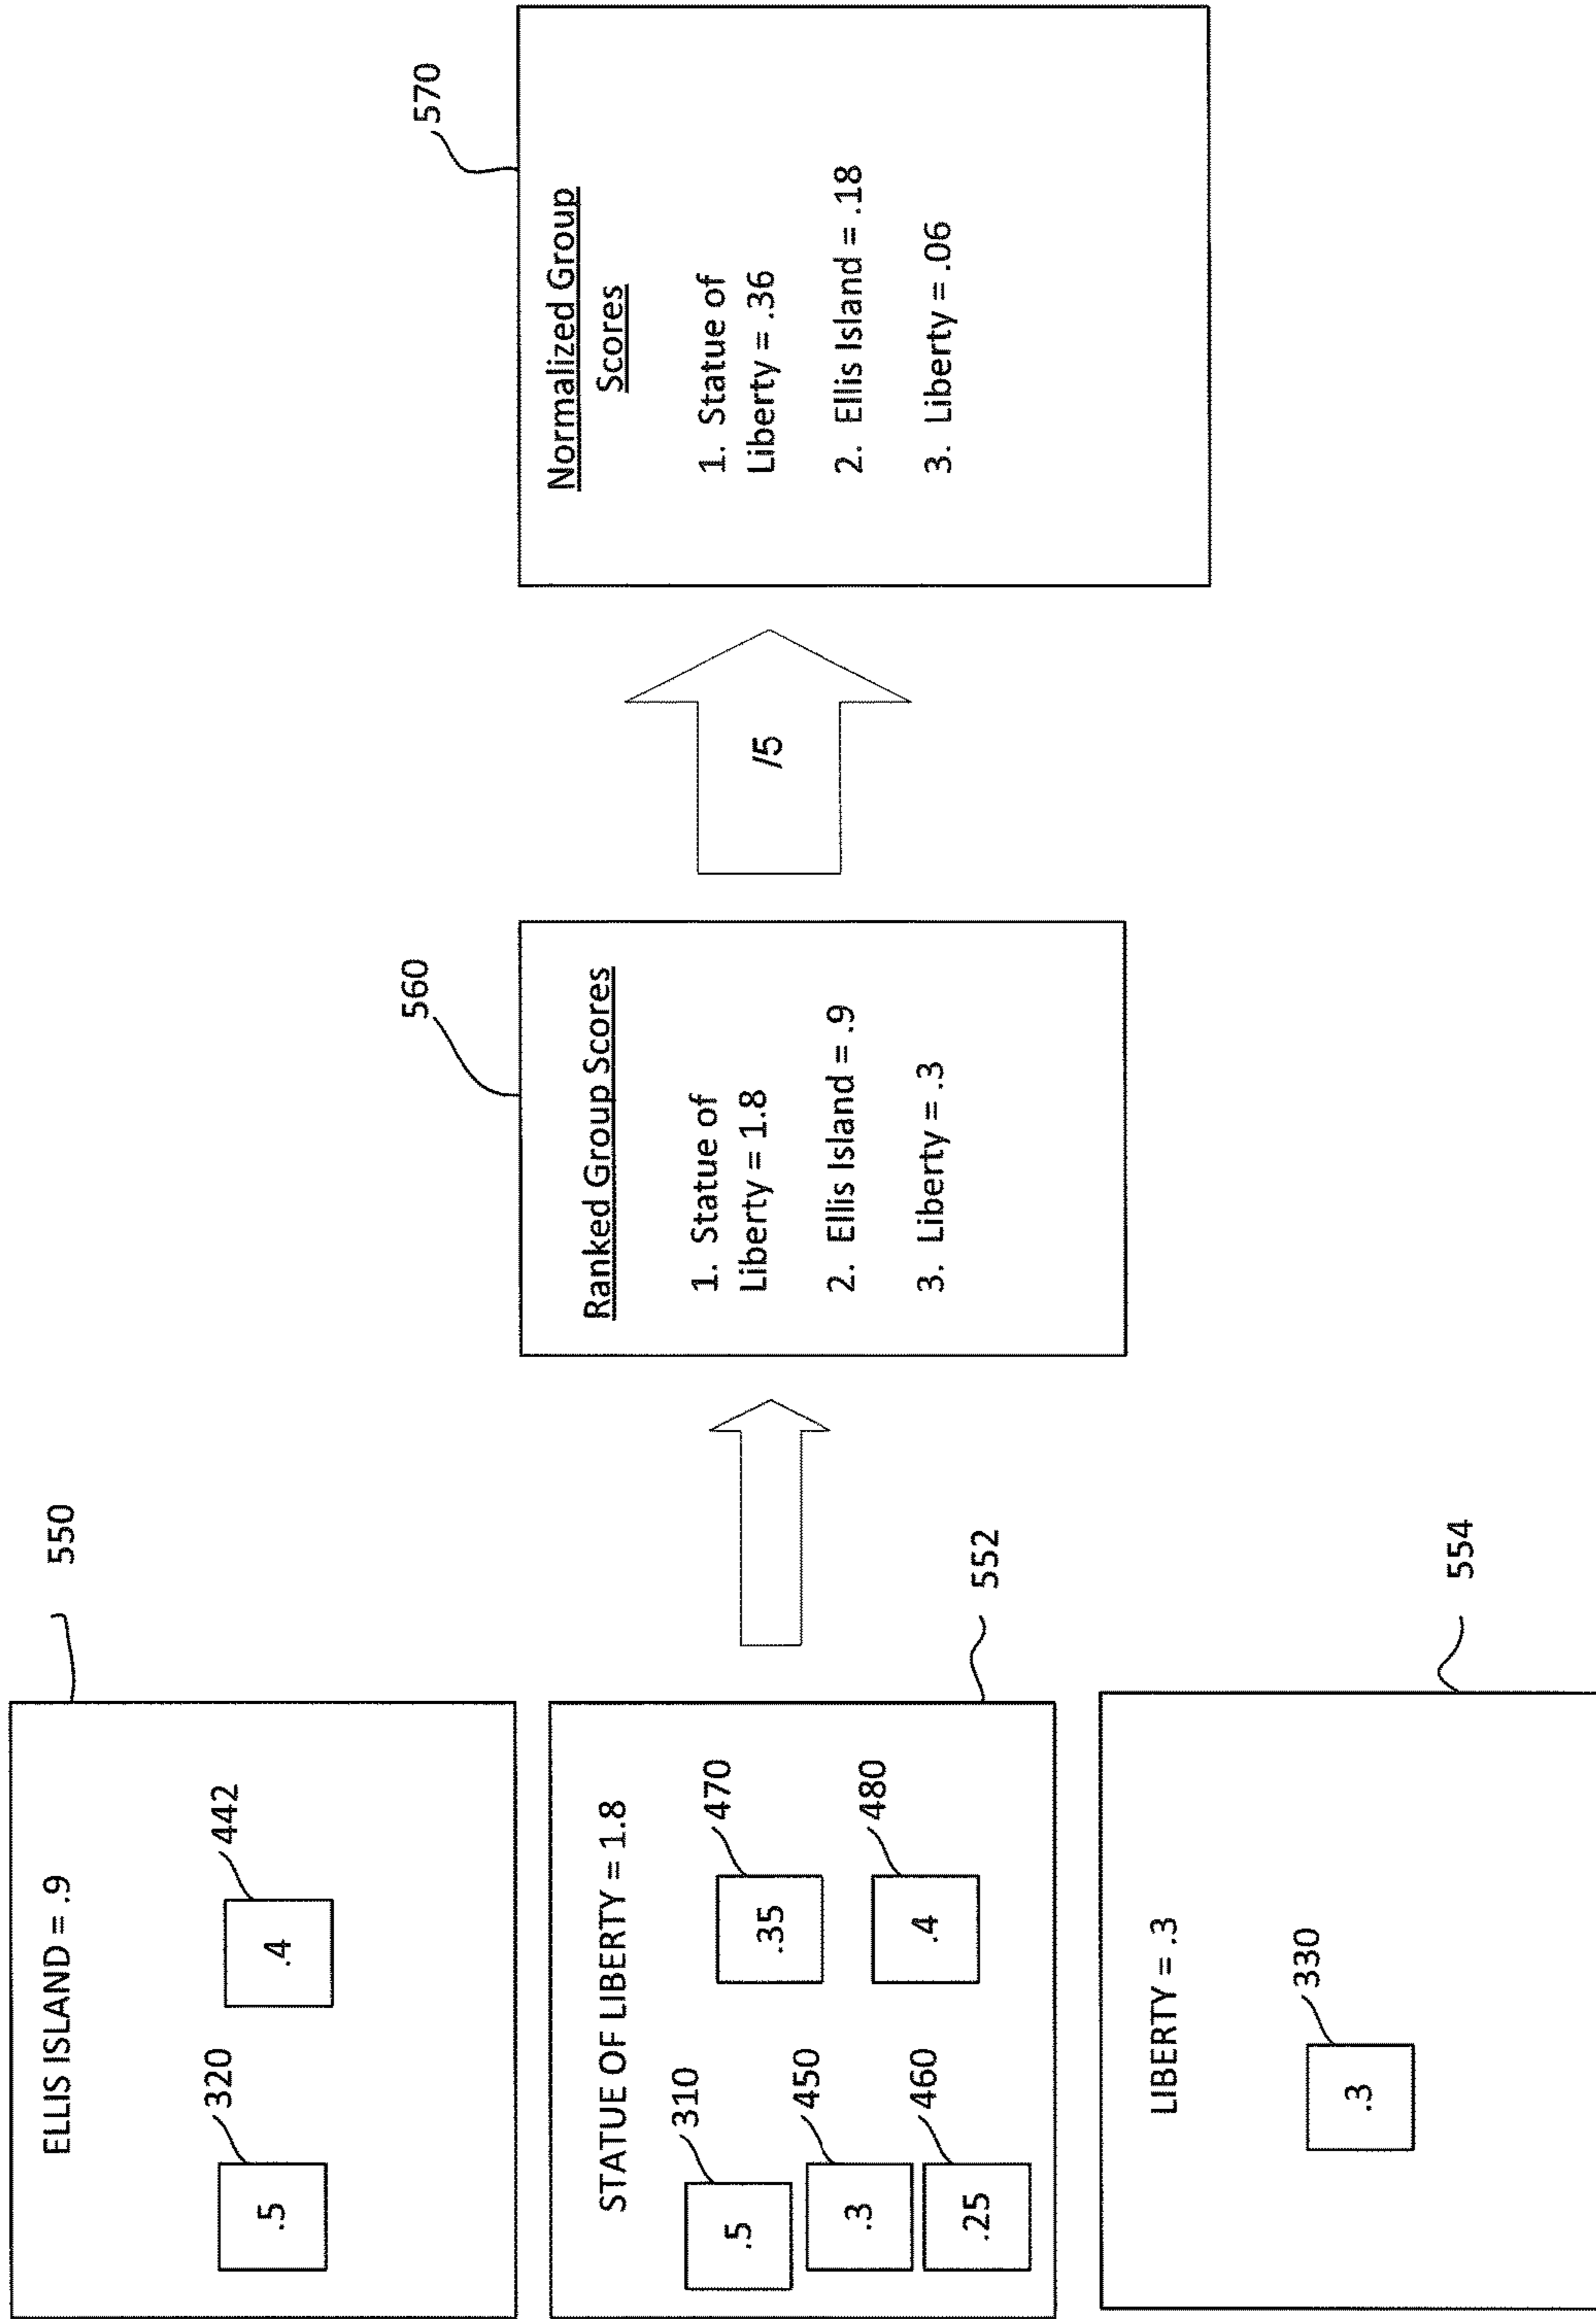 ELLIS ISLAND = .9
320
.5
442
.4
550
STATUE OF LIBERTY = 1.8
310
.5
470
.35
450
.3
480
.4
460
.25
552
LIBERTY = .3
330
.3
554
560
Ranked Group Scores
1. Statue of
Liberty = 1.8
2. Ellis Island = .9
3. Liberty = .3
/5
570
Normalized Group
Scores
1. Statue of
Liberty = .36
2. Ellis Island = .18
3. Liberty = .06